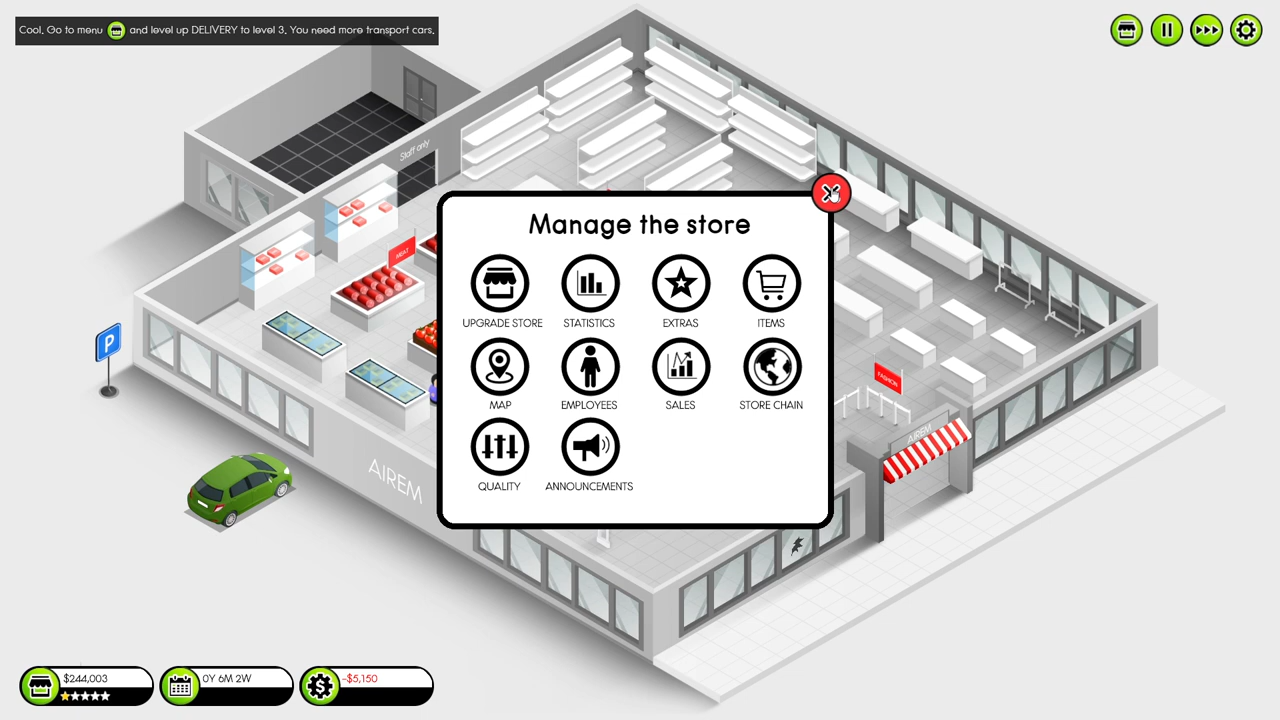 Cool. Go to menu and level up DELIVERY to level 3. You need more transport cars.
Staff only
MEAT
P
Manage the store
UPGRADE STORE
STATISTICS
EXTRAS
ITEMS
MAP
EMPLOYEES
SALES
STORE CHAIN
QUALITY
ANNOUNCEMENTS
FASHION
AIREM
AIREM
$244,003
0Y 6M 2W
-$5,150